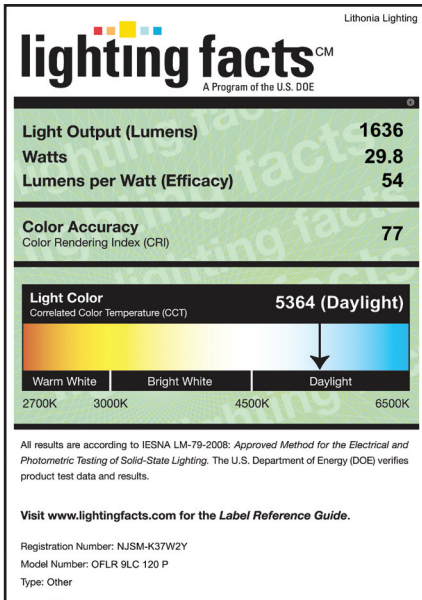 Lithonia Lighting
lighting facts CM
A Program of the U.S. DOE
Light Output (Lumens) 1636
Watts 29.8
Lumens per Watt (Efficacy) 54
Color Accuracy
Color Rendering Index (CRI) 77
Light Color
Correlated Color Temperature (CCT) 5364 (Daylight)
Warm White Bright White Daylight
2700K 3000K 4500K 6500K
All results are according to IESNA LM-79-2008: Approved Method for the Electrical and
Photometric Testing of Solid-State Lighting. The U.S. Department of Energy (DOE) verifies
product test data and results.
Visit www.lightingfacts.com for the Label Reference Guide.
Registration Number: NJSM-K37W2Y
Model Number: OFLR 9LC 120 P
Type: Other